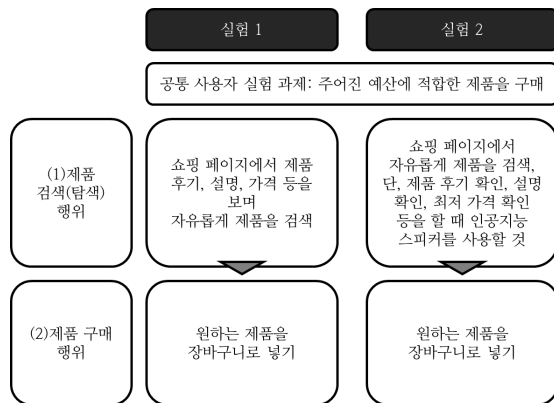 실험 1
실험 2
공통 사용자 실험 과제: 주어진 예산에 적합한 제품을 구매
(1)제품
검색(탐색)
행위
쇼핑 페이지에서 제품
후기, 설명, 가격 등을
보며
자유롭게 제품을 검색
쇼핑 페이지에서
자유롭게 제품을 검색,
단, 제품 후기 확인, 설명
확인, 최저 가격 확인
등을 할 때 인공지능
스피커를 사용할 것
(2)제품 구매
행위
원하는 제품을
장바구니로 넣기
원하는 제품을
장바구니로 넣기